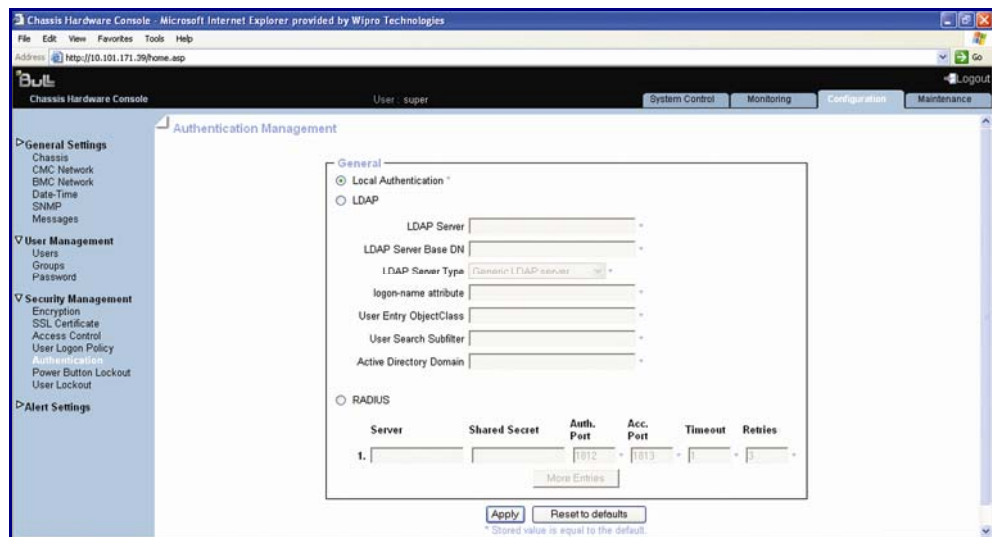 Chassis Hardware Console - Microsoft Internet Explorer provided by Wipro Technologies
File Edit View Favorites Tools Help
Address http://10.101.171.39/home.asp Go
Bull Logout
Chassis Hardware Console User : super System Control Monitoring Configuration Maintenance
Authentication Management
General Settings
Chassis
CMC Network
BMC Network
Date-Time
SNMP
Messages
User Management
Users
Groups
Password
Security Management
Encryption
SSL Certificate
Access Control
User Logon Policy
Authentication
Power Button Lockout
User Lockout
Alert Settings
General
Local Authentication *
LDAP
LDAP Server *
LDAP Server Base DN *
LDAP Server Type Generic LDAP server *
logon-name attribute *
User Entry ObjectClass *
User Search Subfilter *
Active Directory Domain *
RADIUS
Server Shared Secret Auth. Port Acc. Port Timeout Retries
1. 1812 * 1813 * 1 * 3 *
More Entries
Apply Reset to defaults
* Stored value is equal to the default.